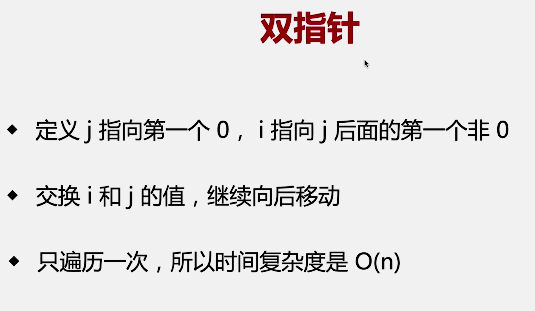 双指针
◆ 定义 j 指向第一个 0，i 指向 j 后面的第一个非 0
◆ 交换 i 和 j 的值，继续向后移动
◆ 只遍历一次，所以时间复杂度是 O(n)